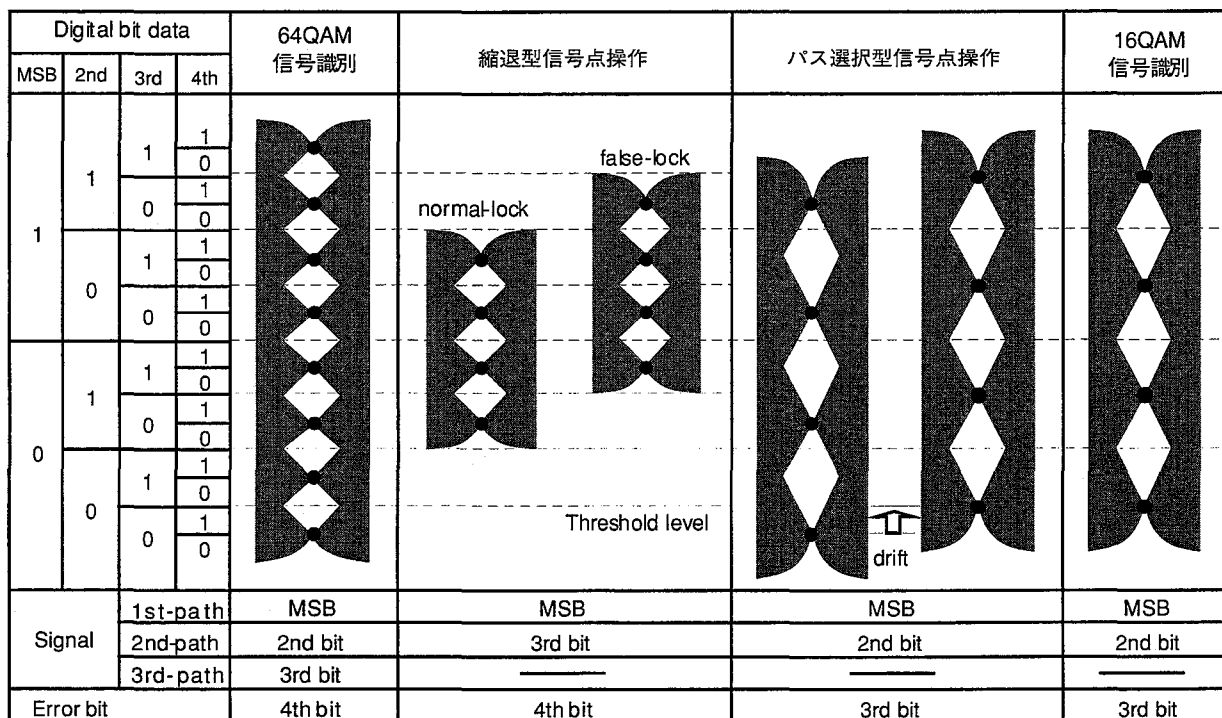 Digital bit data
64QAM
信号識別
縮退型信号点操作
パス選択型信号点操作
16QAM
信号識別
MSB 2nd 3rd 4th
1
0
1
0
1
0
1
0
1
0
1
0
1
0
1
0
1
0
1
0
1
0
1
0
1
0
1
0
1
0
normal-lock
false-lock
Threshold level
drift
Signal
1st-path MSB MSB MSB MSB
2nd-path 2nd bit 3rd bit 2nd bit 2nd bit
3rd-path 3rd bit
Error bit 4th bit 4th bit 3rd bit 3rd bit